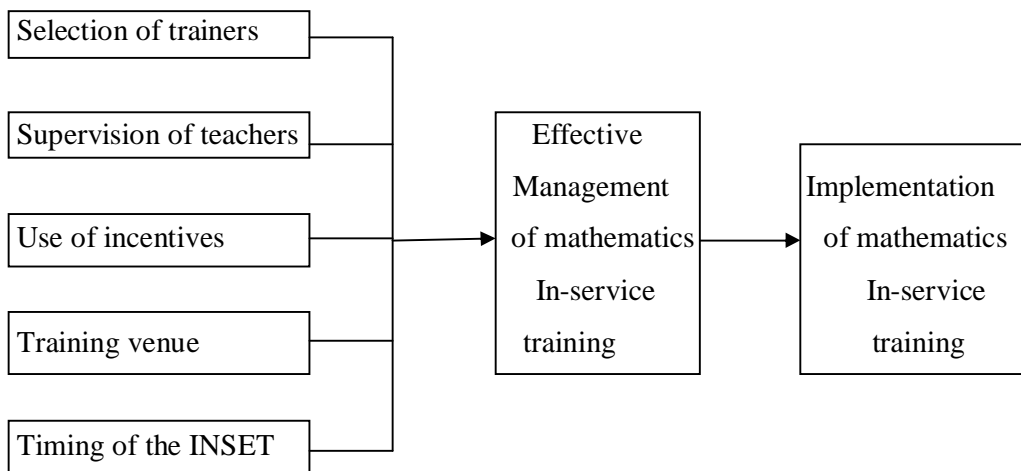 Selection of trainers
Supervision of teachers
Use of incentives
Training venue
Timing of the INSET
Effective
Management
of mathematics
In-service
training
Implementation
of mathematics
In-service
training